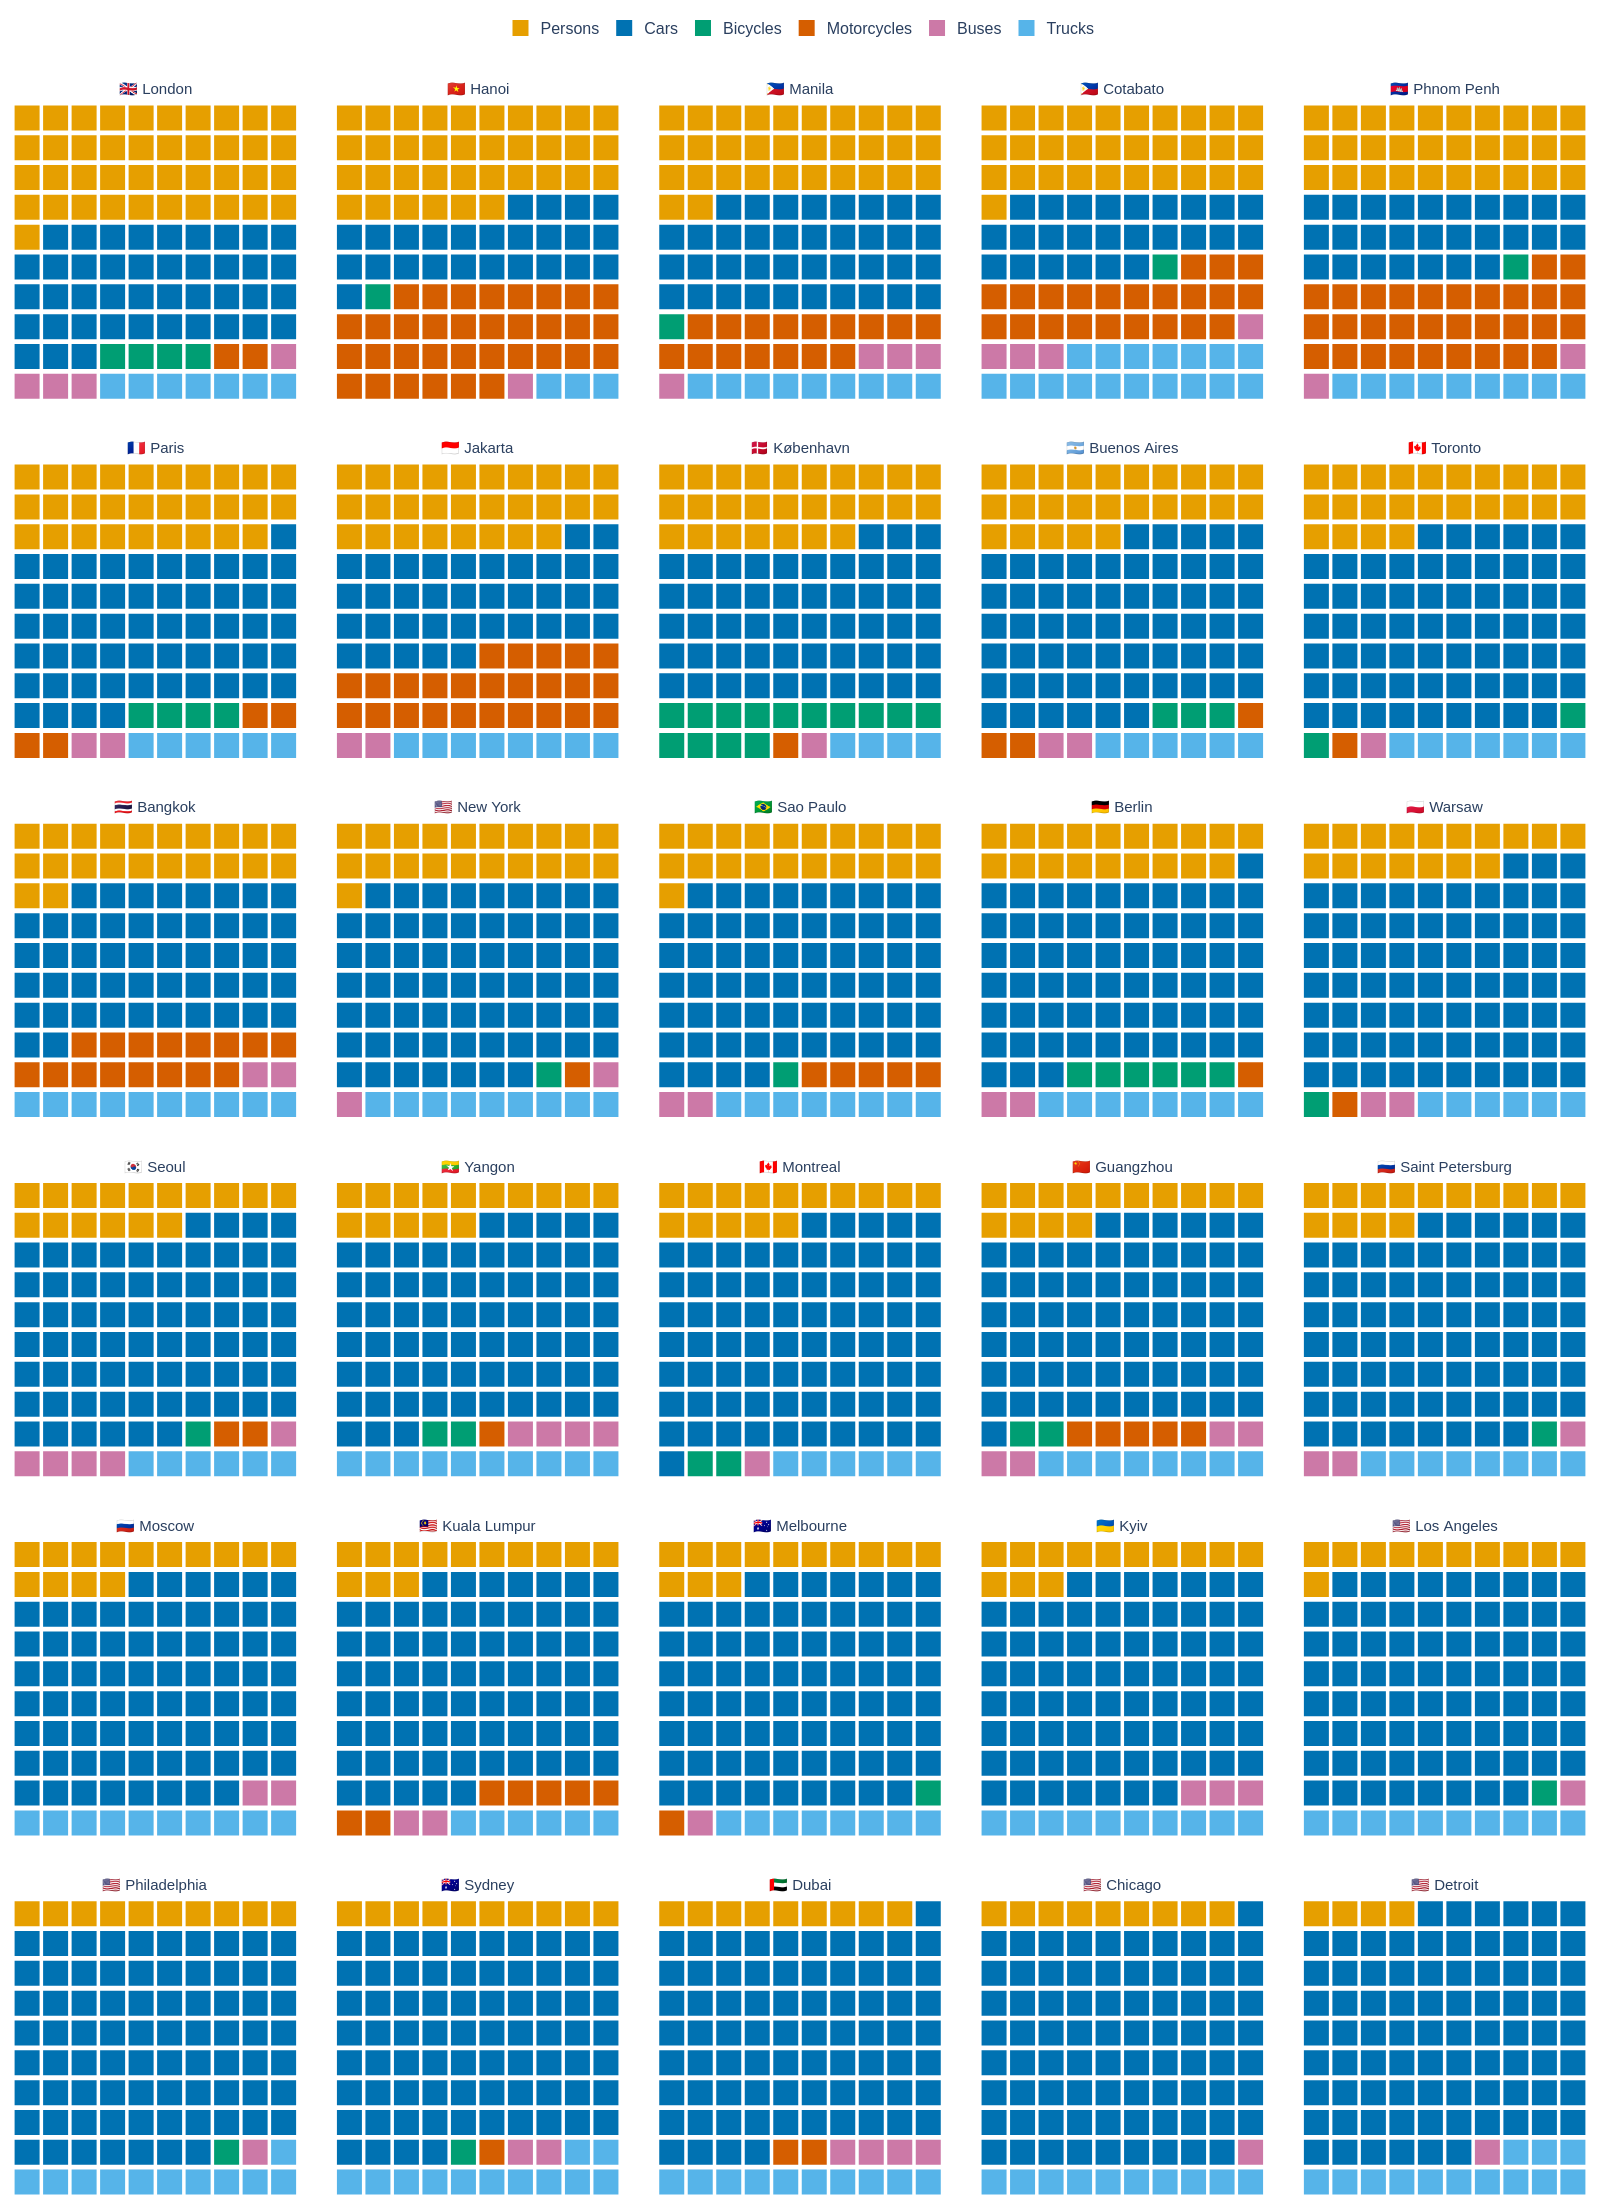 Persons Cars Bicycles Motorcycles Buses Trucks
🇬🇧 London
🇻🇳 Hanoi
🇵🇭 Manila
🇵🇭 Cotabato
🇰🇭 Phnom Penh
🇫🇷 Paris
🇮🇩 Jakarta
🇩🇰 København
🇦🇷 Buenos Aires
🇨🇦 Toronto
🇹🇭 Bangkok
🇺🇸 New York
🇧🇷 Sao Paulo
🇩🇪 Berlin
🇵🇱 Warsaw
🇰🇷 Seoul
🇲🇲 Yangon
🇨🇦 Montreal
🇨🇳 Guangzhou
🇷🇺 Saint Petersburg
🇷🇺 Moscow
🇲🇾 Kuala Lumpur
🇦🇺 Melbourne
🇺🇦 Kyiv
🇺🇸 Los Angeles
🇺🇸 Philadelphia
🇦🇺 Sydney
🇦🇪 Dubai
🇺🇸 Chicago
🇺🇸 Detroit